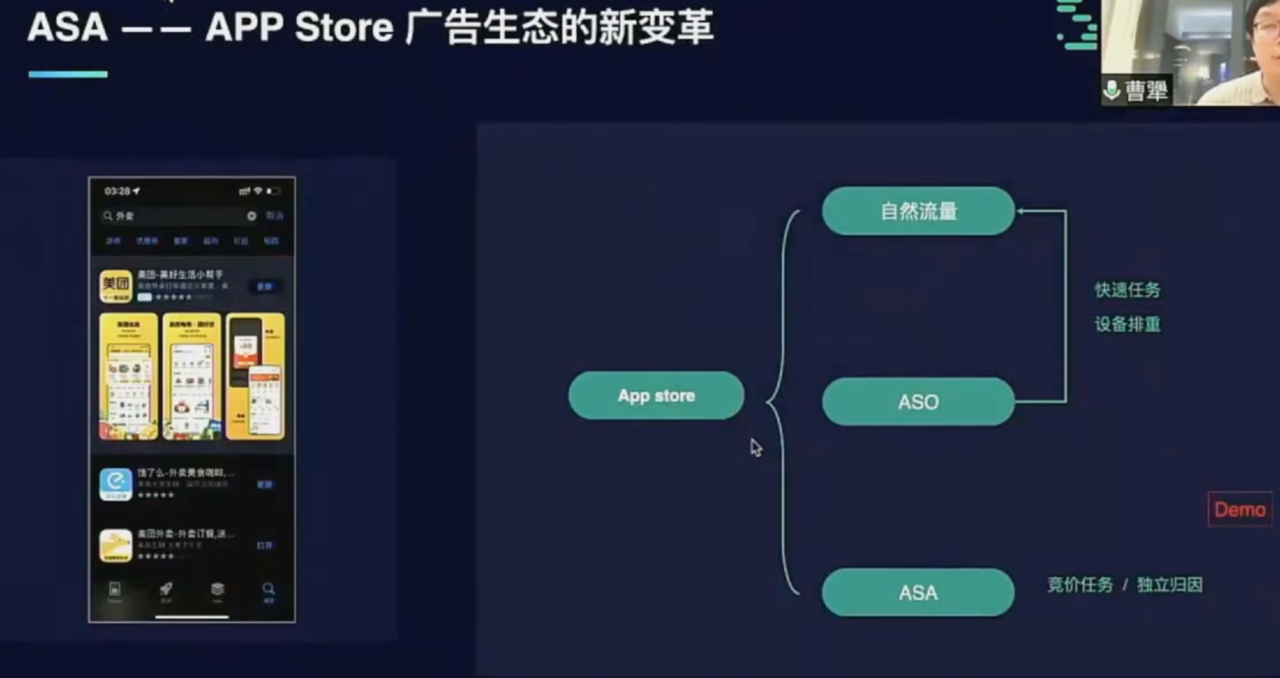 ASA —— APP Store 广告生态的新变革
曹犟
03:28
外卖
取消
美团-美好生活小帮手
更新
美团
饿了么-外卖美食咖啡,...
更新
美团外卖-外卖订餐,送...
打开
自然流量
快速任务
设备排重
App store
ASO
Demo
ASA
竞价任务 / 独立归因